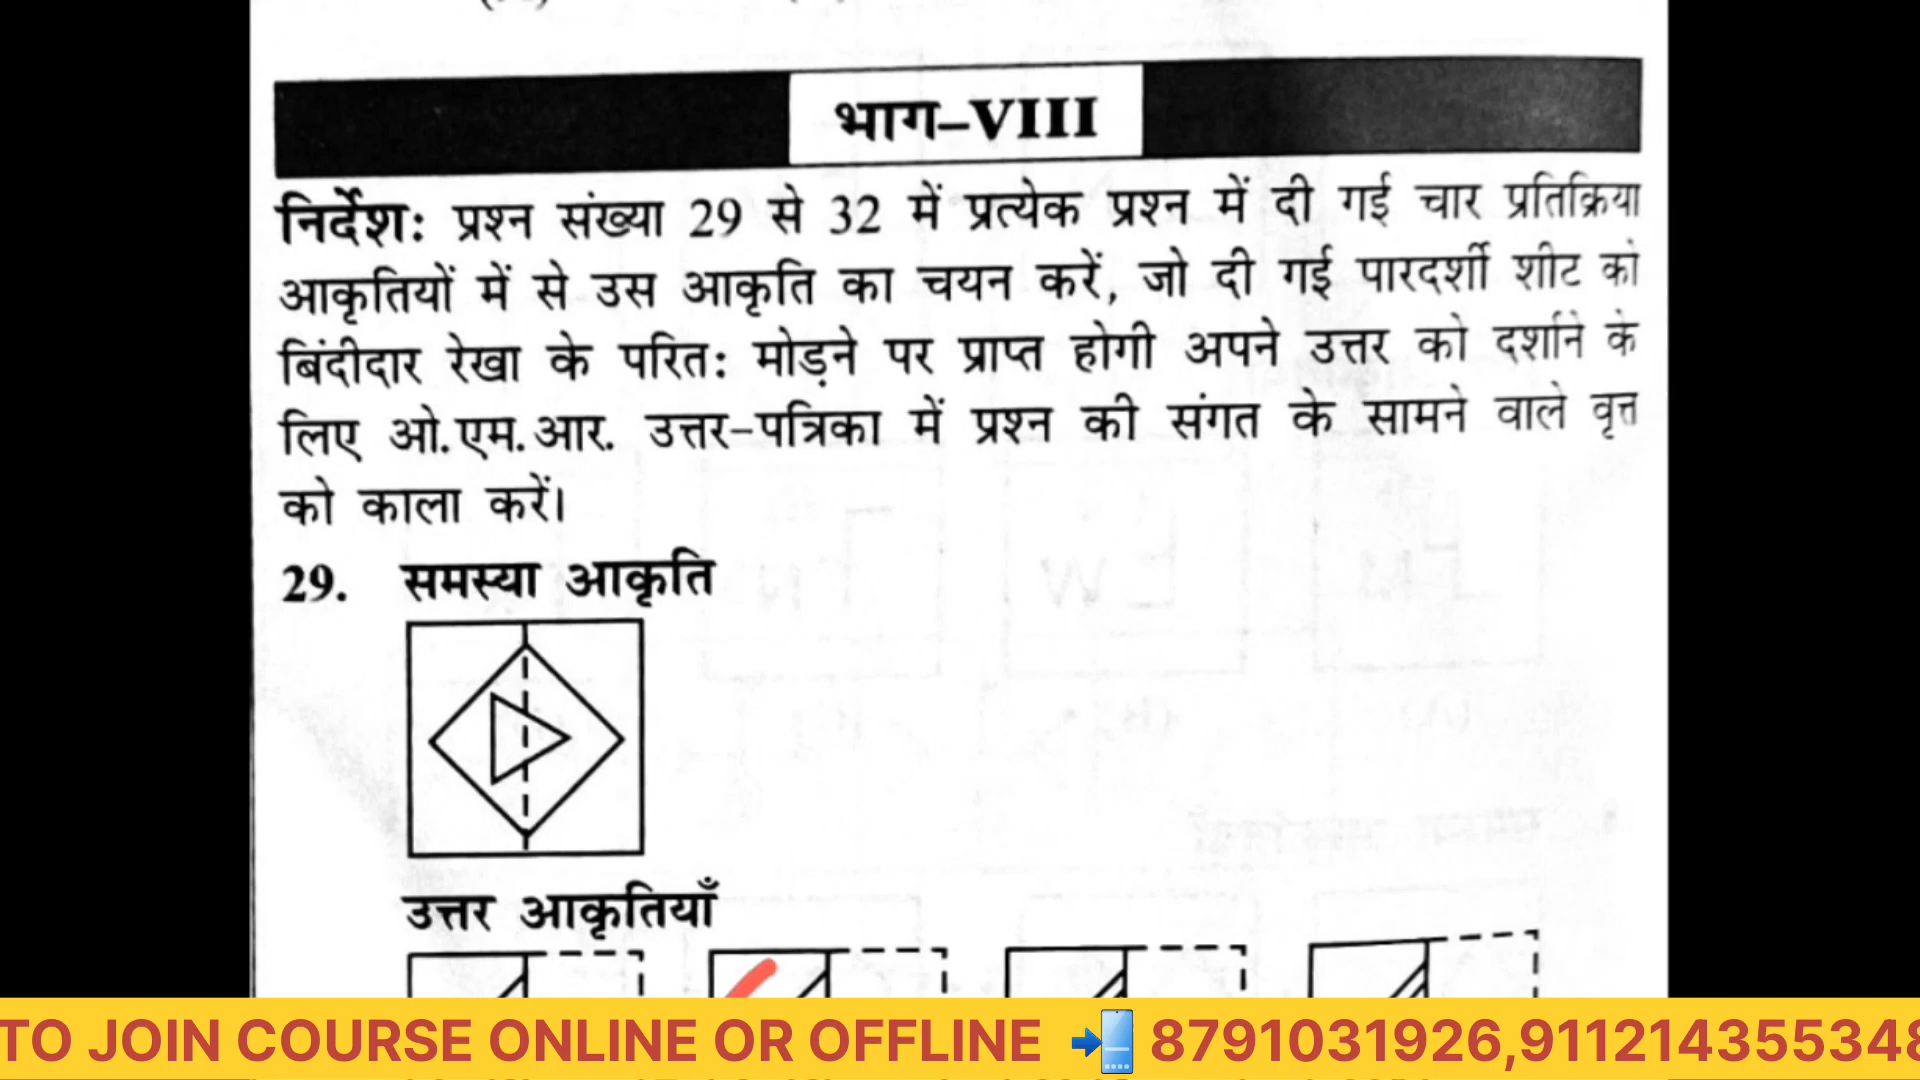 भाग–VIII
निर्देशः प्रश्न संख्या 29 से 32 में प्रत्येक प्रश्न में दी गई चार प्रतिक्रिया
आकृतियों में से उस आकृति का चयन करें, जो दी गई पारदर्शी शीट को
बिंदीदार रेखा के परितः मोड़ने पर प्राप्त होगी अपने उत्तर को दर्शाने के
लिए ओ.एम.आर. उत्तर-पत्रिका में प्रश्न की संगत के सामने वाले वृत्त
को काला करें।
29. समस्या आकृति
उत्तर आकृतियाँ
TO JOIN COURSE ONLINE OR OFFLINE 📲 8791031926,911214355348